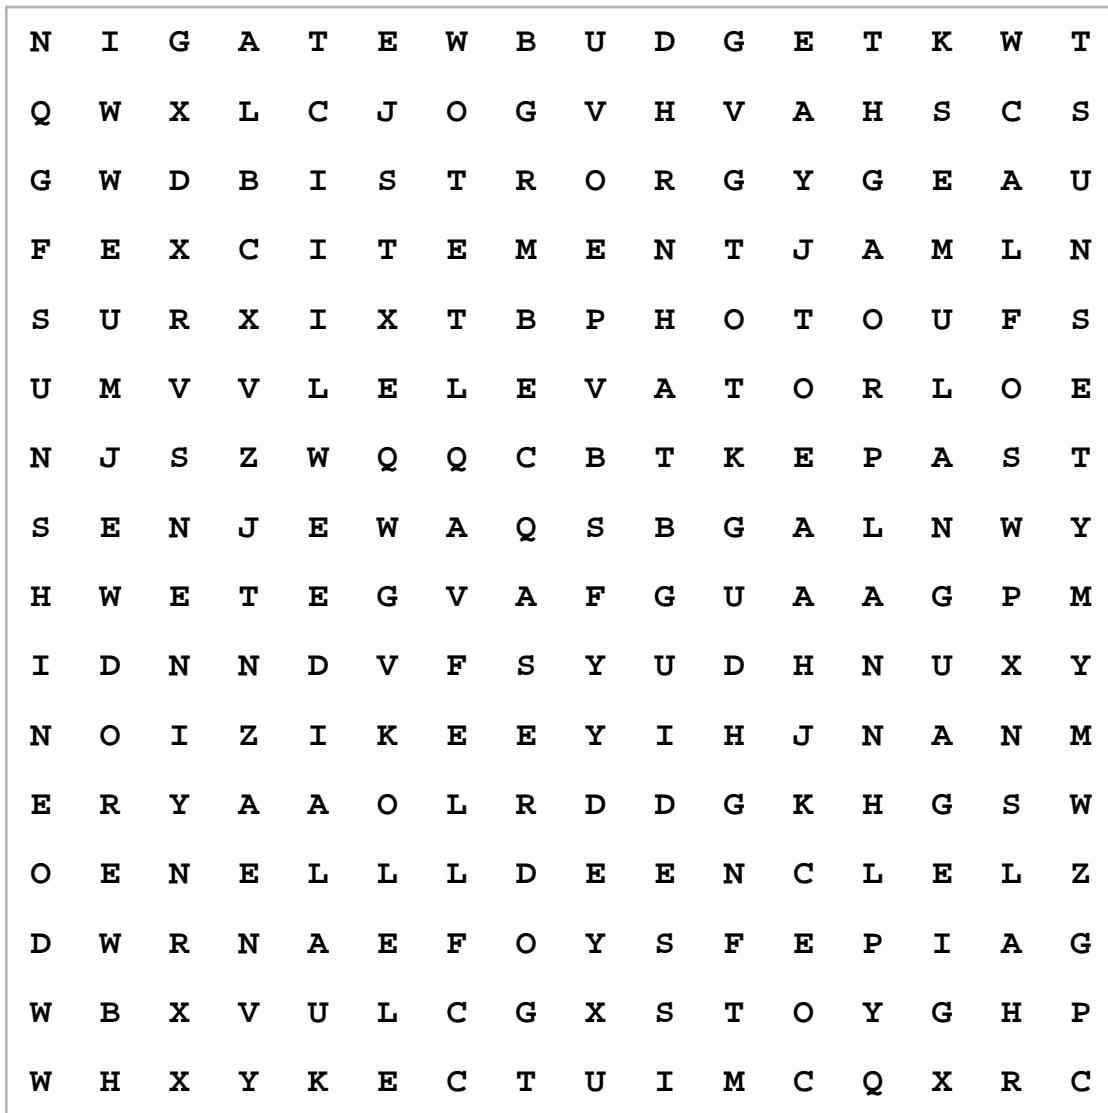 N I G A T E W B U D G E T K W T
Q W X L C J O G V H V A H S C S
G W D B I S T R O R G Y G E A U
F E X C I T E M E N T J A M L N
S U R X I X T B P H O T O U F S
U M V V L E L E V A T O R L O E
N J S Z W Q Q C B T K E P A S T
S E N J E W A Q S B G A L N W Y
H W E T E G V A F G U A A G P M
I D N N D V F S Y U D H N U X Y
N O I Z I K E E Y I H J N A N M
E R Y A A O L R D D G K H G S W
O E N E L L L D E E N C L E L Z
D W R N A E F O Y S F E P I A G
W B X V U L C G X S T O Y G H P
W H X Y K E C T U I M C Q X R C